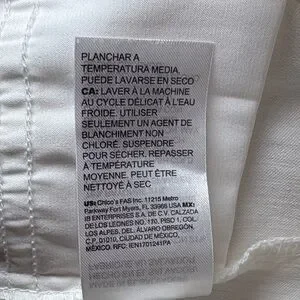 PLANCHAR A
TEMPERATURA MEDIA.
PUEDE LAVARSE EN SECO
CA: LAVER À LA MACHINE
AU CYCLE DÉLICAT À L'EAU
FROIDE. UTILISER
SEULEMENT UN AGENT DE
BLANCHIMENT NON
CHLORÉ. SUSPENDRE
POUR SÉCHER. REPASSER
À TEMPÉRATURE
MOYENNE. PEUT ÊTRE
NETTOYÉ À SEC
US: Chico's FAS Inc. 11215 Metro
Parkway Fort Myers, FL 33966 USA MX:
IB ENTERPRISES S.A. DE C.V. CALZADA
DE LOS LEONES NO. 170, PISO 1, COL.
LOS ALPES, DEL. ÁLVARO OBREGÓN,
C.P. 01010, CIUDAD DE MÉXICO,
MÉXICO. RFC: IEN1701241PA